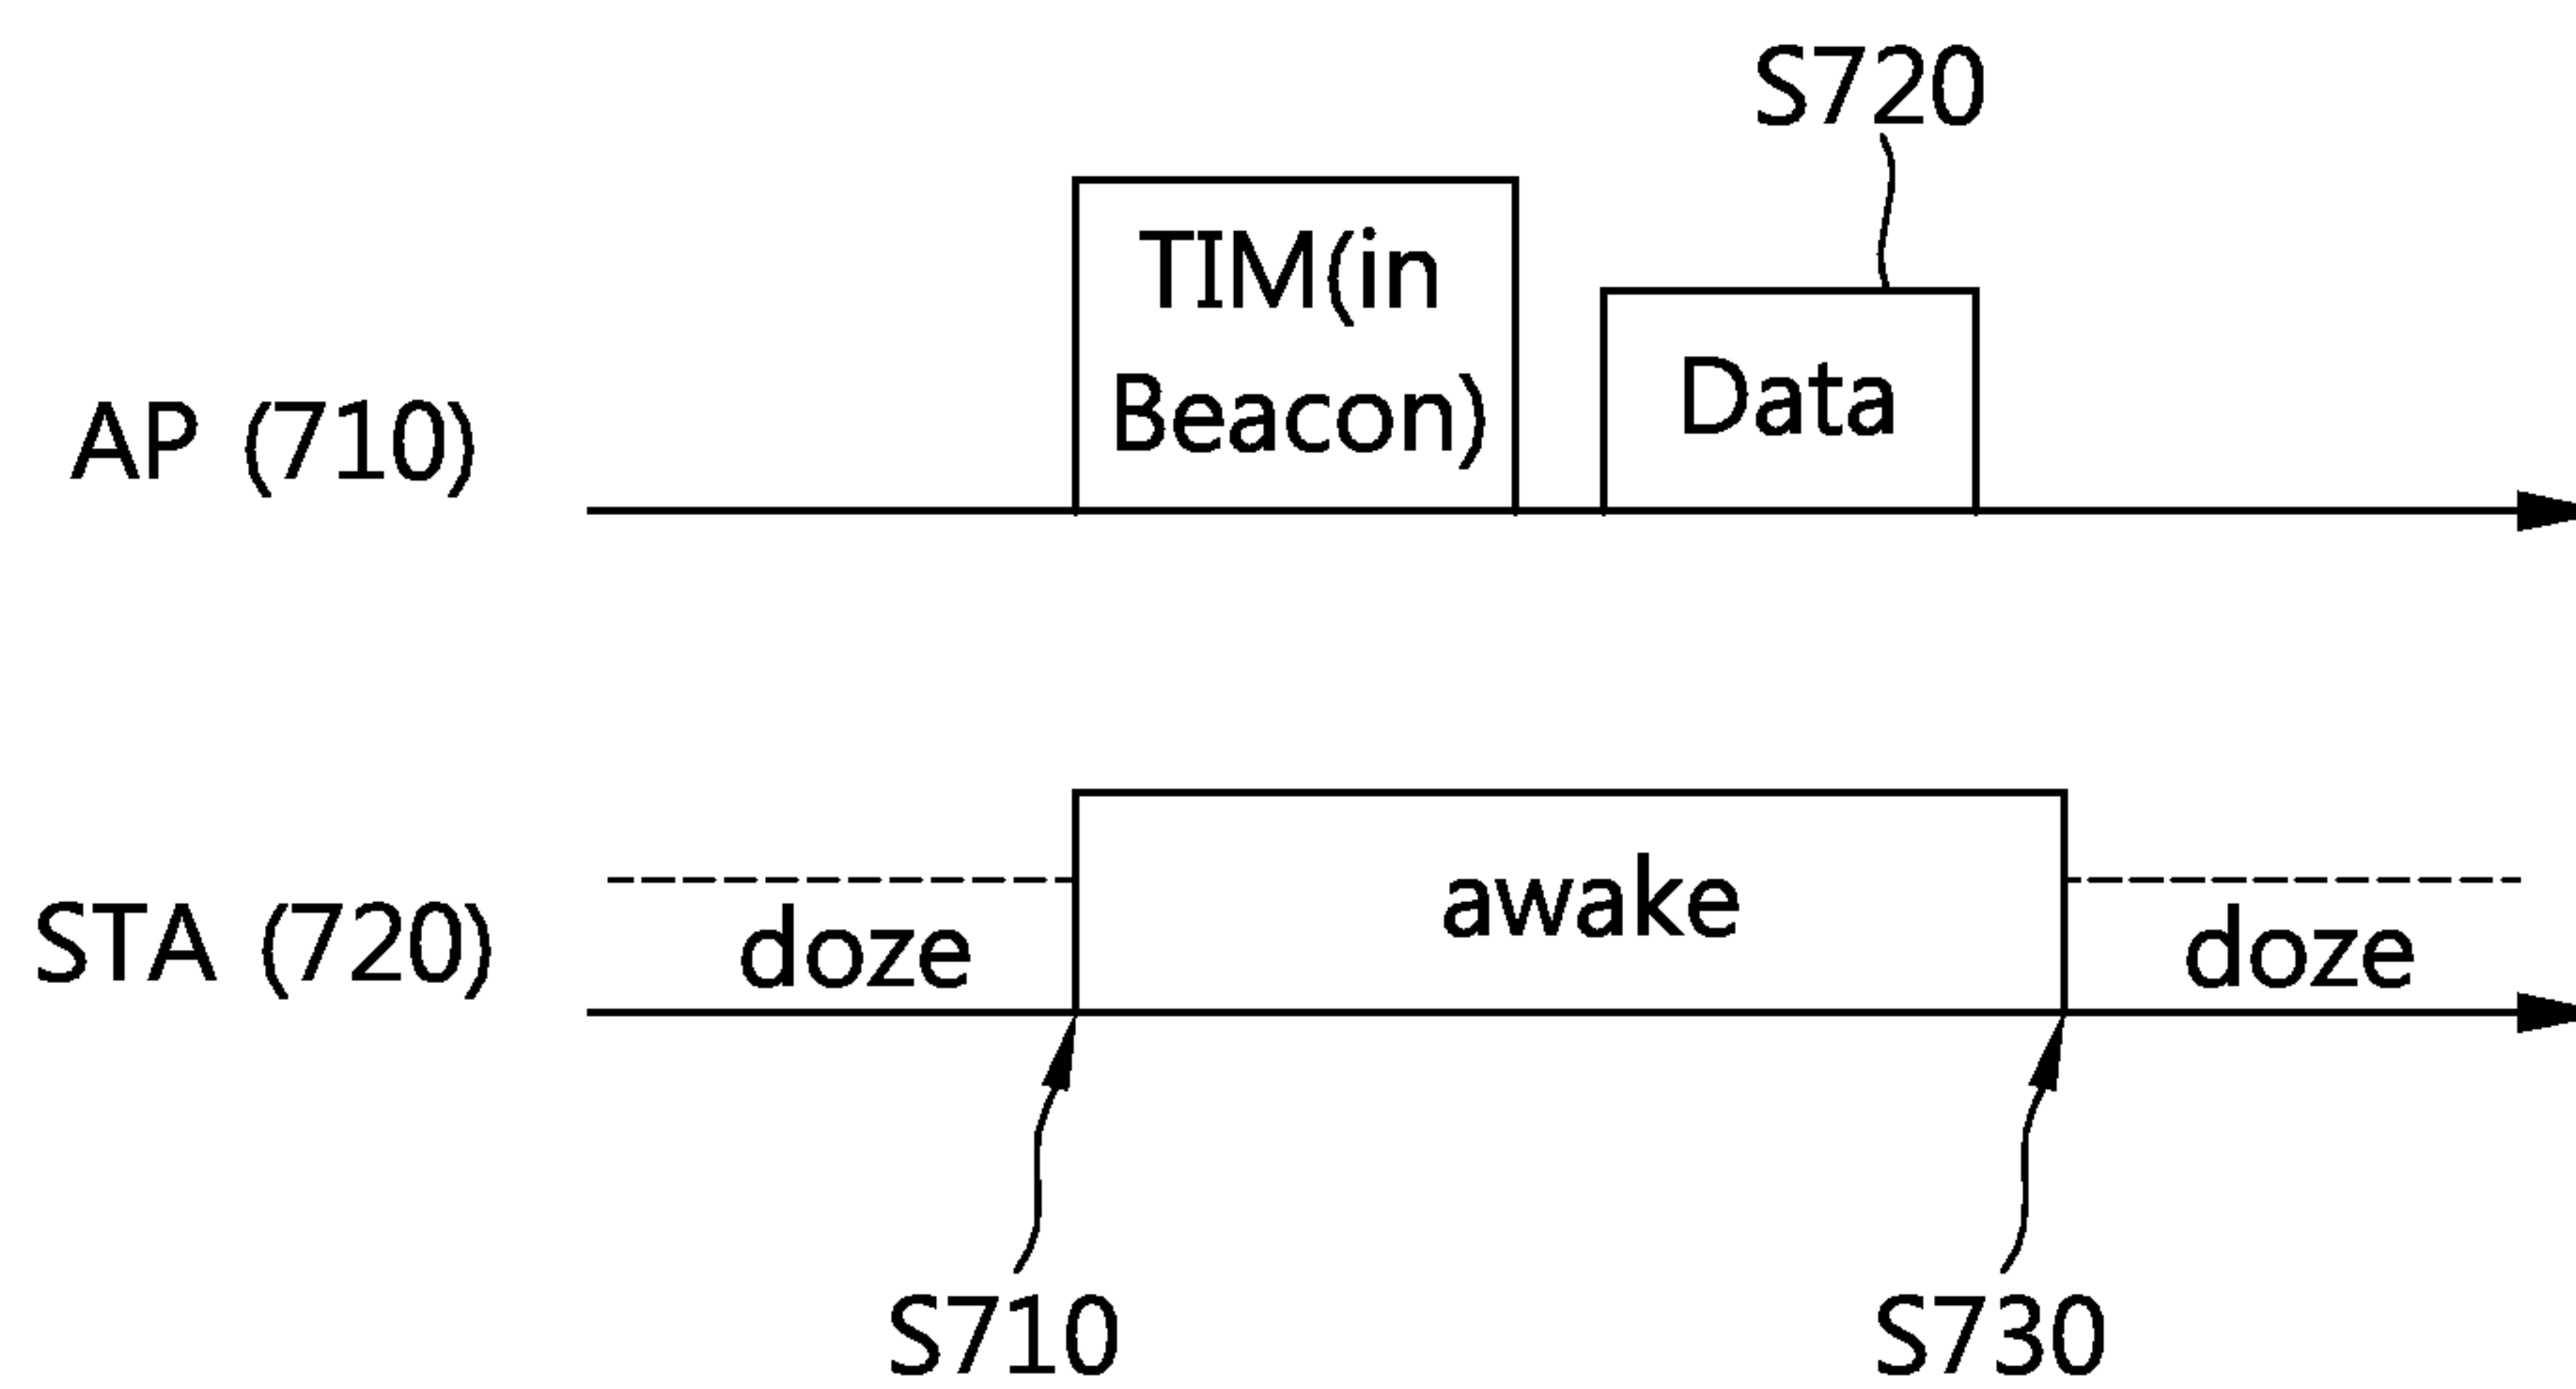 S720
TIM(in
Beacon)
Data
AP (710)
awake
STA (720)
doze
doze
S710
S730